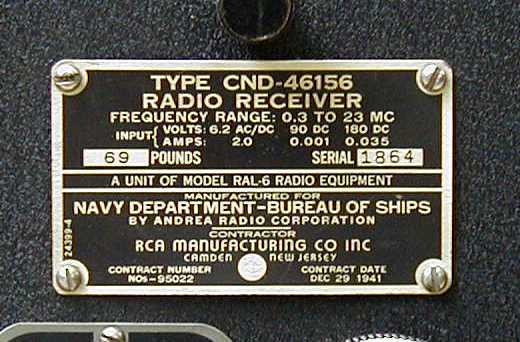 TYPE CND-46156
RADIO RECEIVER
FREQUENCY RANGE: 0.3 TO 23 MC
INPUT { VOLTS: 6.2 AC/DC 90 DC 180 DC
AMPS: 2.0 0.001 0.035
69 POUNDS SERIAL 1864
A UNIT OF MODEL RAL-6 RADIO EQUIPMENT
MANUFACTURED FOR
NAVY DEPARTMENT-BUREAU OF SHIPS
BY ANDREA RADIO CORPORATION
CONTRACTOR
RCA MANUFACTURING CO INC
CAMDEN NEW JERSEY
CONTRACT NUMBER CONTRACT DATE
NOs-95022 DEC 29 1941
24399-4